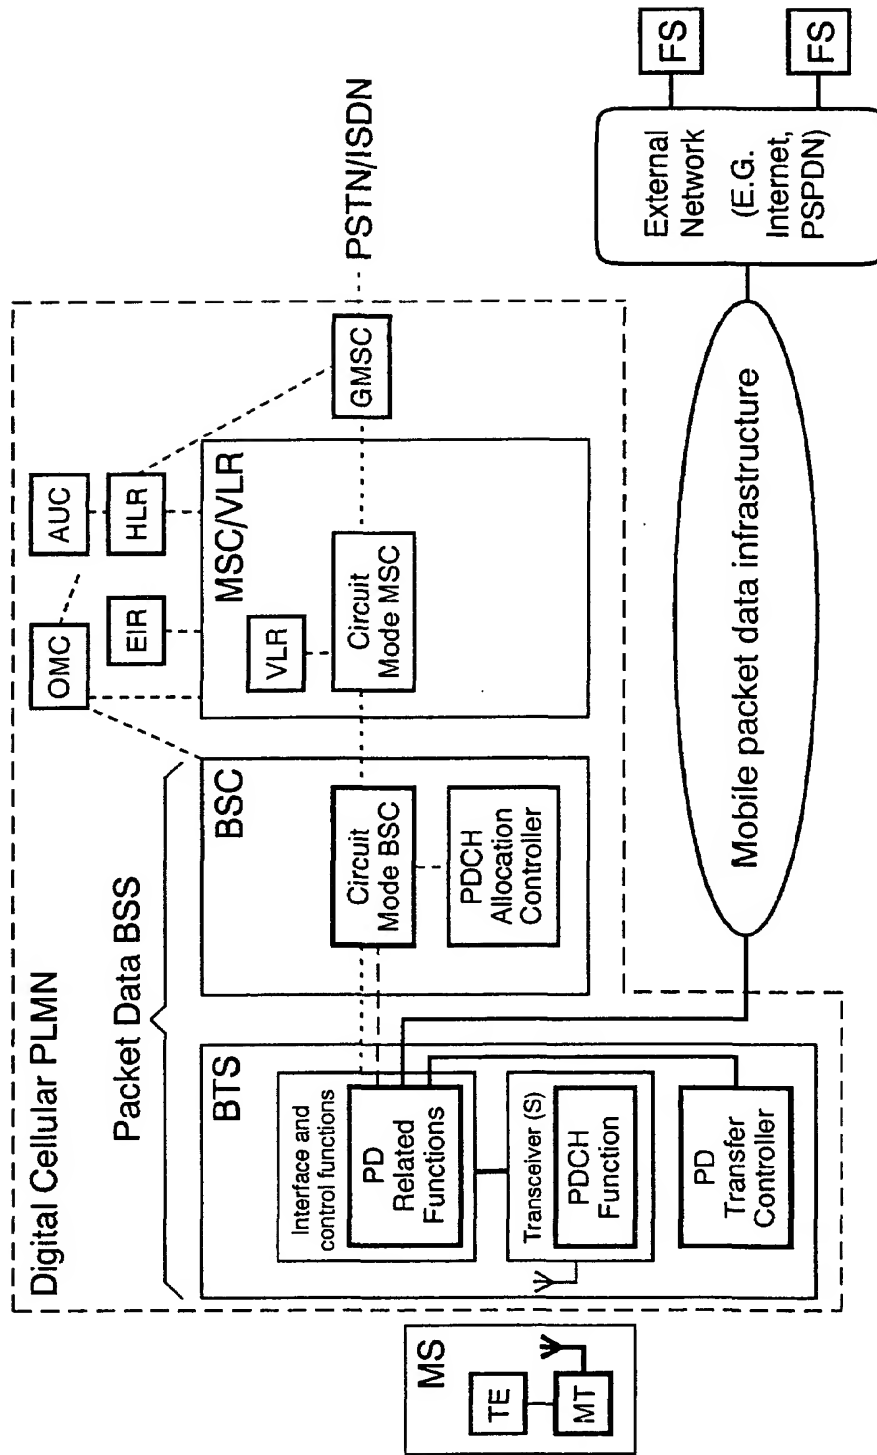 Digital Cellular PLMN
Packet Data BSS
MS
TE
MT
BTS
Interface and
control functions
PD
Related
Functions
Transceiver (S)
PDCH
Function
PD
Transfer
Controller
BSC
Circuit
Mode BSC
PDCH
Allocation
Controller
OMC
EIR
AUC
HLR
MSC/VLR
VLR
Circuit
Mode MSC
GMSC
PSTN/ISDN
Mobile packet data infrastructure
External
Network
(E.G.
Internet,
PSPDN)
FS
FS